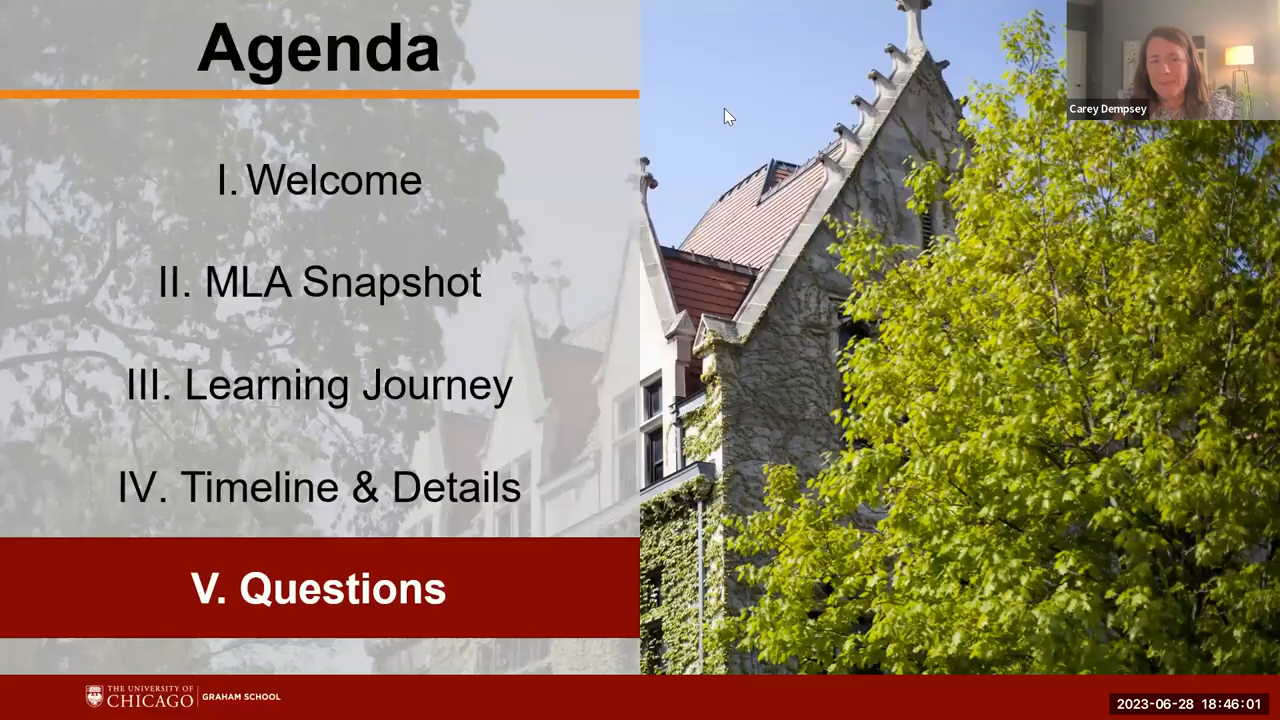 Agenda
Carey Dempsey
I. Welcome
II. MLA Snapshot
III. Learning Journey
IV. Timeline & Details
V. Questions
THE UNIVERSITY OF
CHICAGO
GRAHAM SCHOOL
2023-06-28 18:46:01